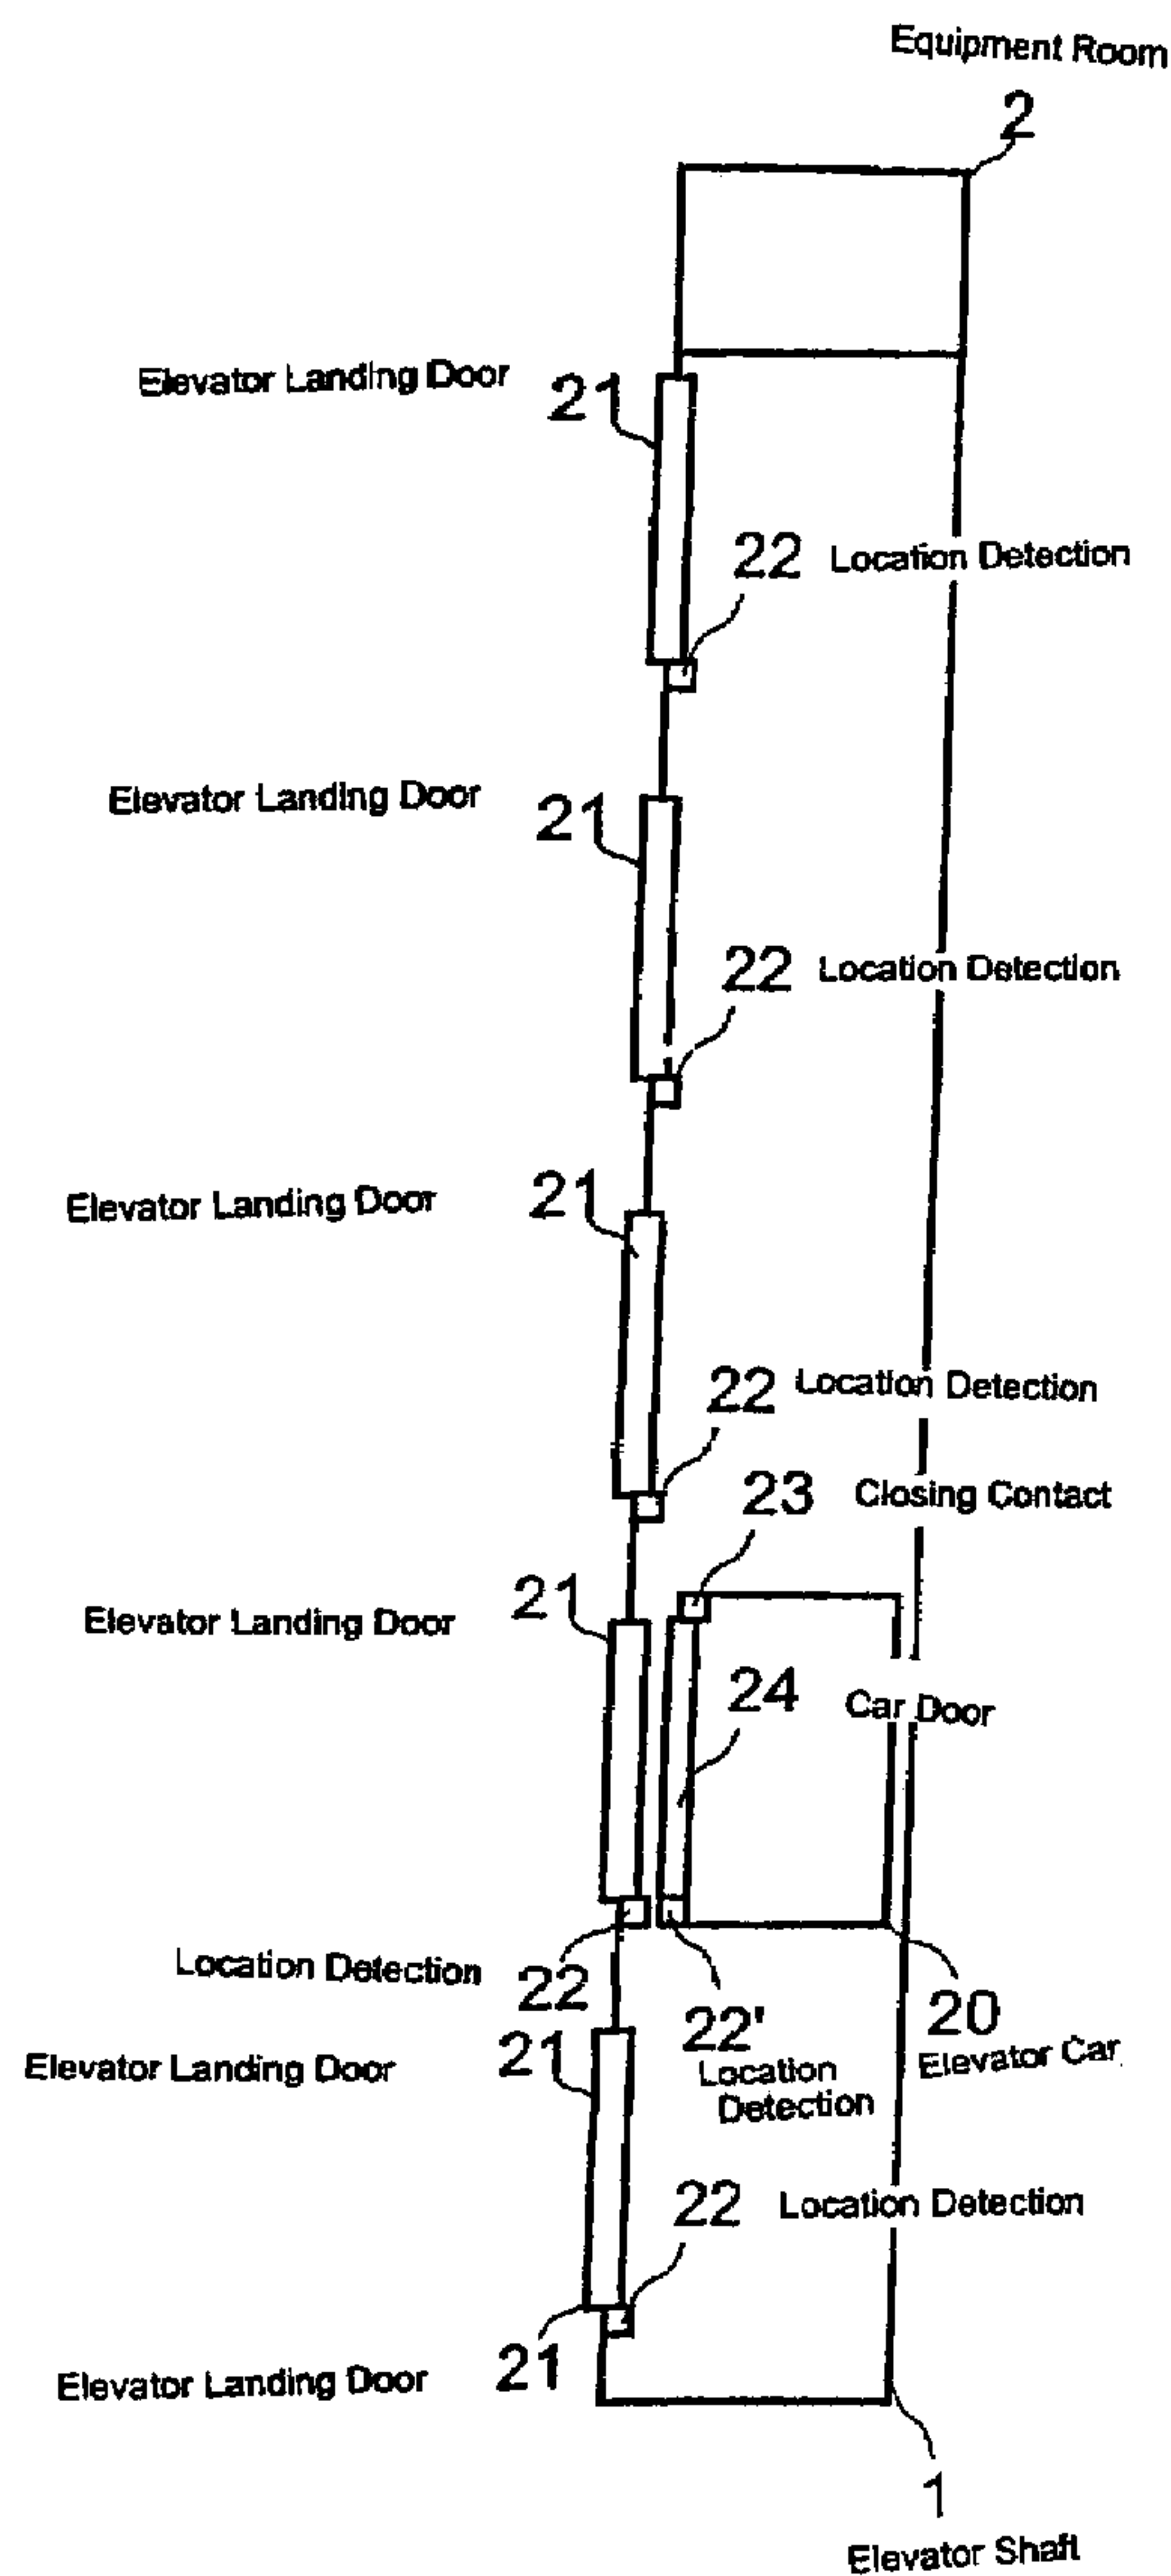 Equipment Room
2
Elevator Landing Door 21
22 Location Detection
Elevator Landing Door 21
22 Location Detection
Elevator Landing Door 21
22 Location Detection
23 Closing Contact
Elevator Landing Door 21
24 Car Door
Location Detection 22
22'
Location
Detection
20
Elevator Car
Elevator Landing Door 21
22 Location Detection
Elevator Landing Door 21
1
Elevator Shaft